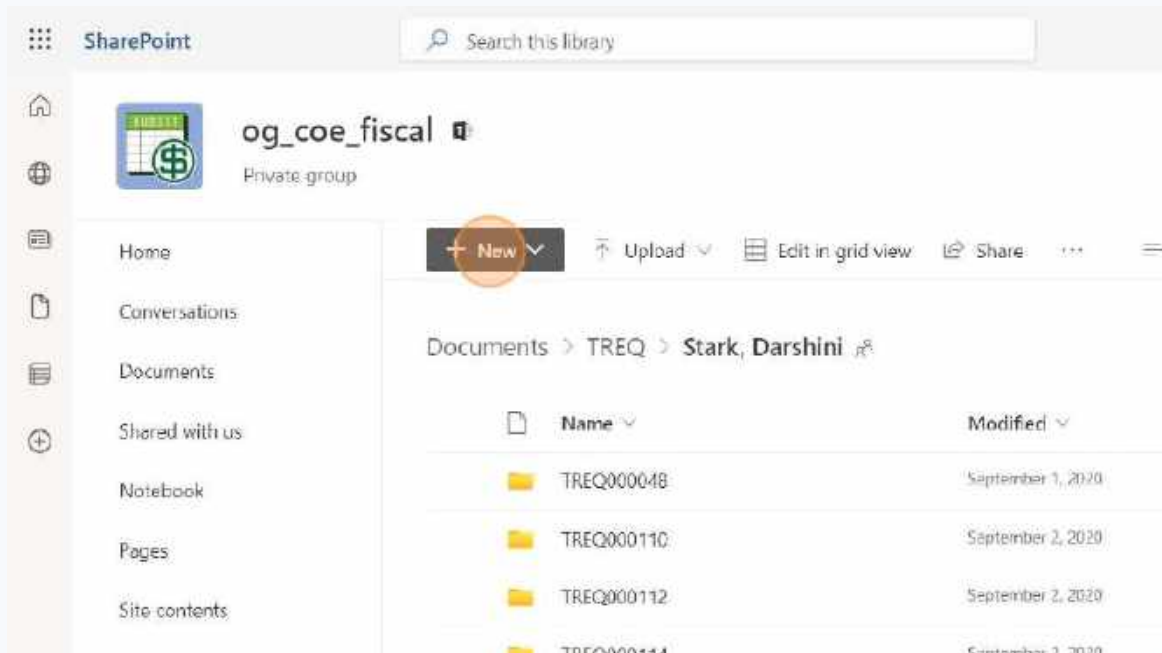 SharePoint
Search this library
og_coe_fiscal
Private group
Home
Conversations
Documents
Shared with us
Notebook
Pages
Site contents
+ New
Upload
Edit in grid view
Share
Documents > TREQ > Stark, Darshini
Name Modified
TREQ000048 September 1, 2020
TREQ000110 September 2, 2020
TREQ000112 September 2, 2020